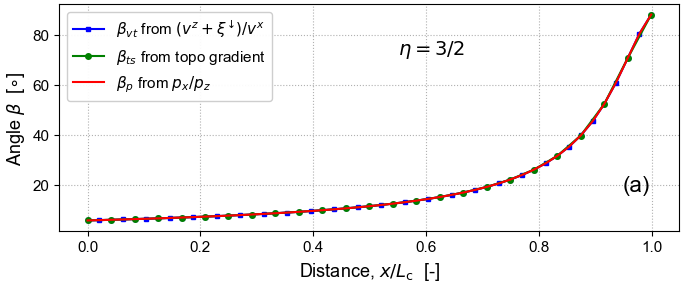 β_vt from (v^z + ξ^↓)/v^x
β_ts from topo gradient
β_p from p_x/p_z
η = 3/2
(a)
Angle β [∘]
80
60
40
20
0.0 0.2 0.4 0.6 0.8 1.0
Distance, x/L_c [-]